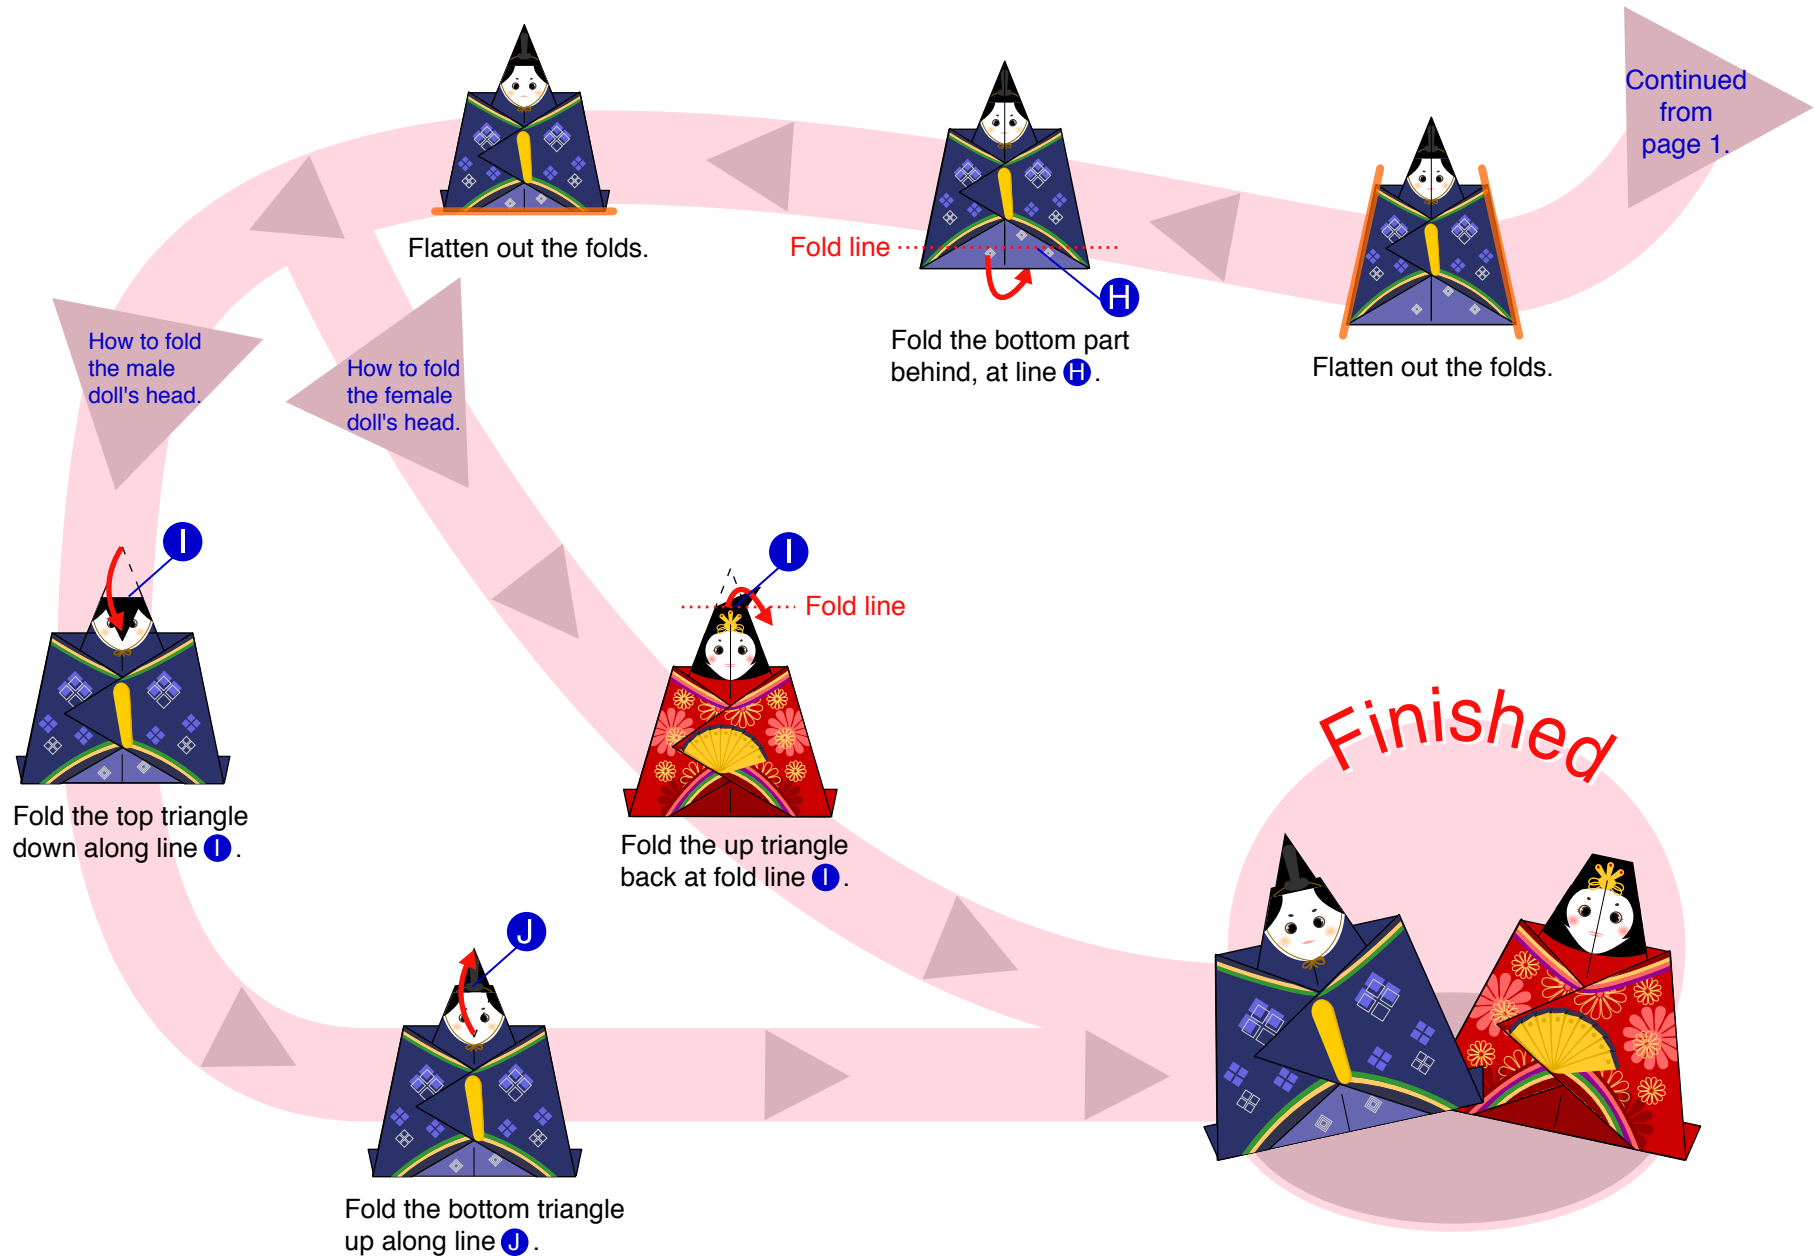 Continued
from
page 1.
Flatten out the folds.
Fold line
H
Fold the bottom part
behind, at line H.
Flatten out the folds.
How to fold
the male
doll's head.
How to fold
the female
doll's head.
I
Fold the top triangle
down along line I.
J
Fold the bottom triangle
up along line J.
I
Fold line
Fold the up triangle
back at fold line I.
Finished